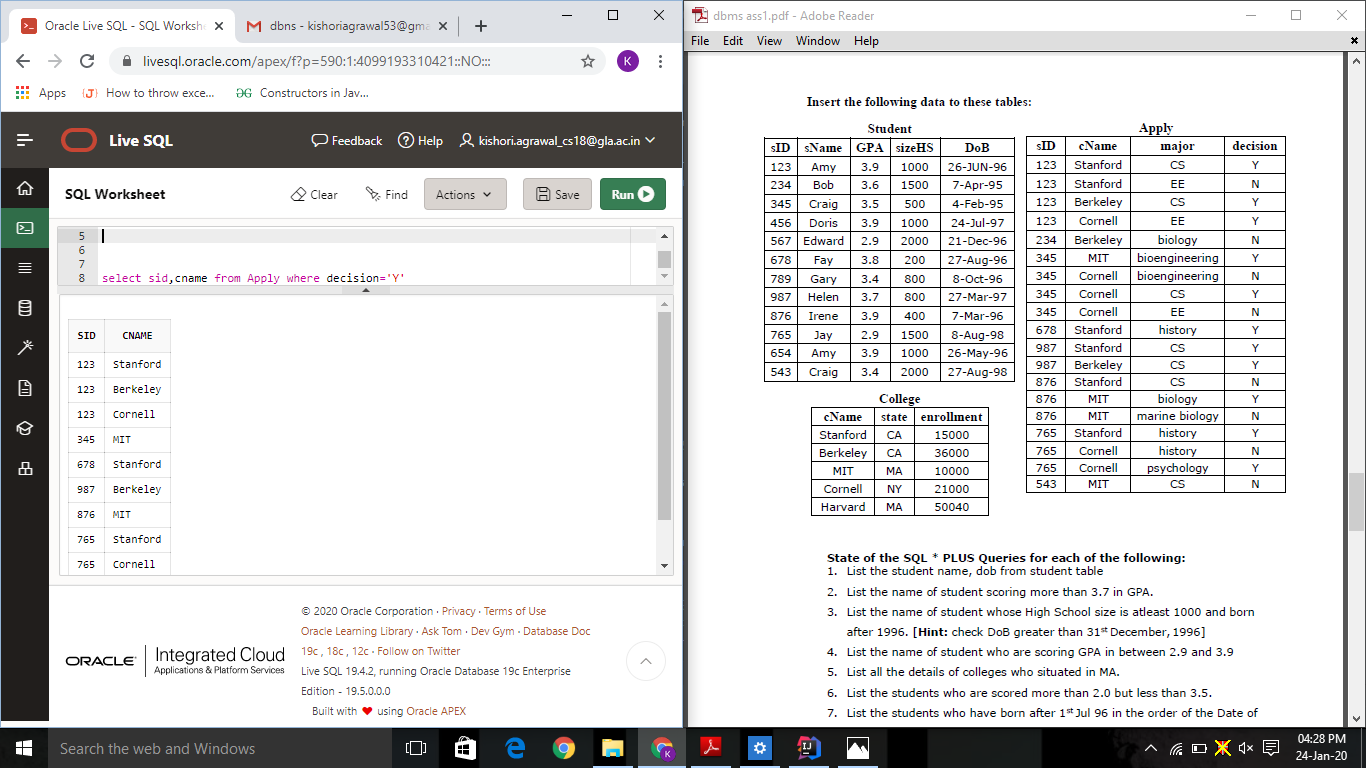 Oracle Live SQL - SQL Workshe
dbns - kishoriagrawal53@gma
livesql.oracle.com/apex/f?p=590:1:4099193310421::NO:::
K
Apps
{J} How to throw exce...
ƏG Constructors in Jav...
Live SQL
Feedback
Help
kishori.agrawal_cs18@gla.ac.in
SQL Worksheet
Clear
Find
Actions
Save
Run
5
6
7
8 select sid,cname from Apply where decision='Y'
SID CNAME
123 Stanford
123 Berkeley
123 Cornell
345 MIT
678 Stanford
987 Berkeley
876 MIT
765 Stanford
765 Cornell
© 2020 Oracle Corporation · Privacy · Terms of Use
Oracle Learning Library · Ask Tom · Dev Gym · Database Doc
19c , 18c , 12c · Follow on Twitter
Live SQL 19.4.2, running Oracle Database 19c Enterprise
Edition - 19.5.0.0.0
Built with ❤ using Oracle APEX
ORACLE
Integrated Cloud
Applications & Platform Services
dbms ass1.pdf - Adobe Reader
File Edit View Window Help
Insert the following data to these tables:
Student
sID sName GPA sizeHS DoB
123 Amy 3.9 1000 26-JUN-96
234 Bob 3.6 1500 7-Apr-95
345 Craig 3.5 500 4-Feb-95
456 Doris 3.9 1000 24-Jul-97
567 Edward 2.9 2000 21-Dec-96
678 Fay 3.8 200 27-Aug-96
789 Gary 3.4 800 8-Oct-96
987 Helen 3.7 800 27-Mar-97
876 Irene 3.9 400 7-Mar-96
765 Jay 2.9 1500 8-Aug-98
654 Amy 3.9 1000 26-May-96
543 Craig 3.4 2000 27-Aug-98
College
cName state enrollment
Stanford CA 15000
Berkeley CA 36000
MIT MA 10000
Cornell NY 21000
Harvard MA 50040
Apply
sID cName major decision
123 Stanford CS Y
123 Stanford EE N
123 Berkeley CS Y
123 Cornell EE Y
234 Berkeley biology N
345 MIT bioengineering Y
345 Cornell bioengineering N
345 Cornell CS Y
345 Cornell EE N
678 Stanford history Y
987 Stanford CS Y
987 Berkeley CS Y
876 Stanford CS N
876 MIT biology Y
876 MIT marine biology N
765 Stanford history Y
765 Cornell history N
765 Cornell psychology Y
543 MIT CS N
State of the SQL * PLUS Queries for each of the following:
1. List the student name, dob from student table
2. List the name of student scoring more than 3.7 in GPA.
3. List the name of student whose High School size is atleast 1000 and born
after 1996. [Hint: check DoB greater than 31st December, 1996]
4. List the name of student who are scoring GPA in between 2.9 and 3.9
5. List all the details of colleges who situated in MA.
6. List the students who are scored more than 2.0 but less than 3.5.
7. List the students who have born after 1st Jul 96 in the order of the Date of
Search the web and Windows
K
IJ
04:28 PM
24-Jan-20